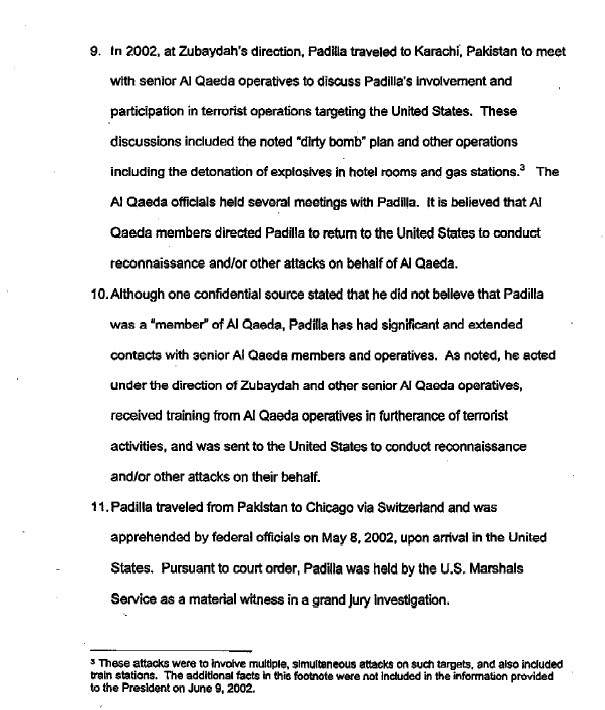 9. In 2002, at Zubaydah's direction, Padilla traveled to Karachi, Pakistan to meet
with senior Al Qaeda operatives to discuss Padilla's involvement and
participation in terrorist operations targeting the United States. These
discussions included the noted "dirty bomb" plan and other operations
including the detonation of explosives in hotel rooms and gas stations.³ The
Al Qaeda officials held several meetings with Padilla. It is believed that Al
Qaeda members directed Padilla to return to the United States to conduct
reconnaissance and/or other attacks on behalf of Al Qaeda.
10. Although one confidential source stated that he did not believe that Padilla
was a "member" of Al Qaeda, Padilla has had significant and extended
contacts with senior Al Qaeda members and operatives. As noted, he acted
under the direction of Zubaydah and other senior Al Qaeda operatives,
received training from Al Qaeda operatives in furtherance of terrorist
activities, and was sent to the United States to conduct reconnaissance
and/or other attacks on their behalf.
11. Padilla traveled from Pakistan to Chicago via Switzerland and was
apprehended by federal officials on May 8, 2002, upon arrival in the United
States. Pursuant to court order, Padilla was held by the U.S. Marshals
Service as a material witness in a grand jury investigation.
³ These attacks were to involve multiple, simultaneous attacks on such targets, and also included
train stations. The additional facts in this footnote were not included in the information provided
to the President on June 9, 2002.